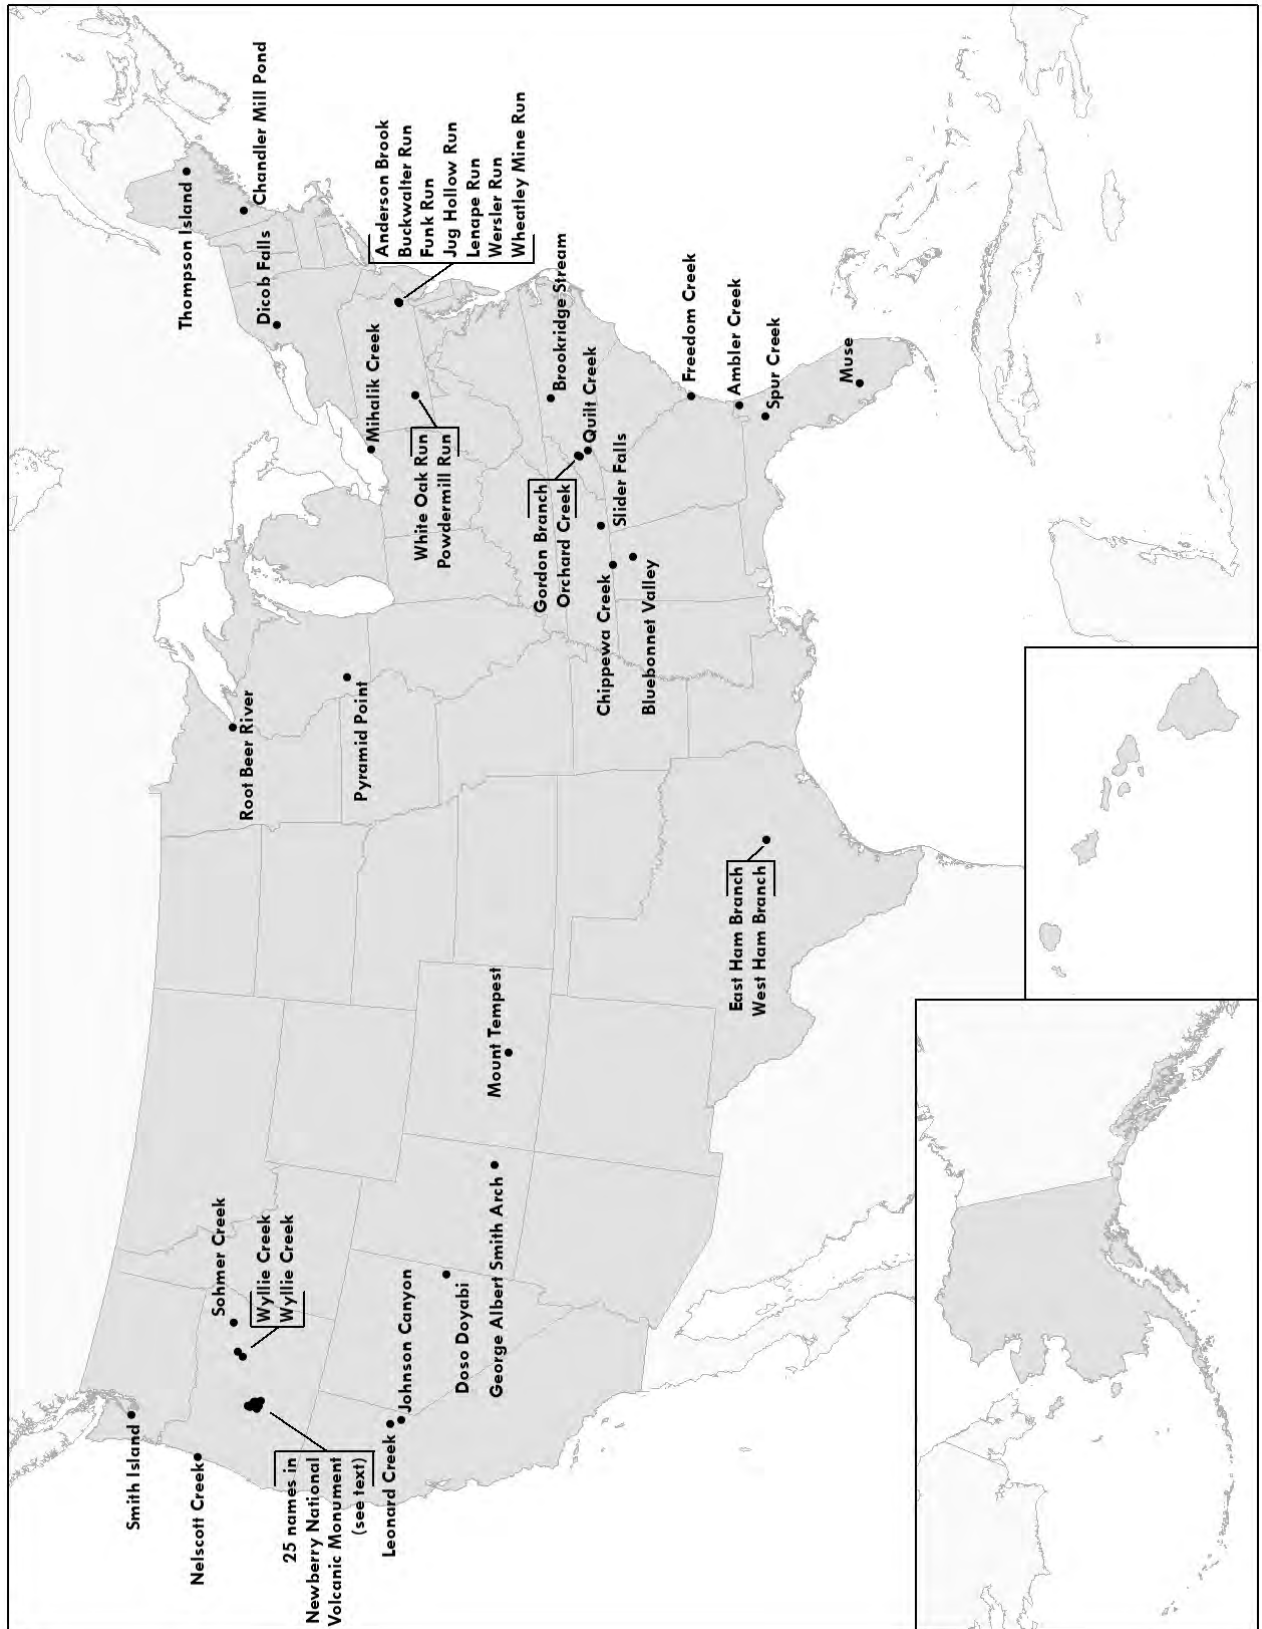 Smith Island
Nelscott Creek
25 names in
Newberry National
Volcanic Monument
(see text)
Leonard Creek
Johnson Canyon
Sohmer Creek
Wyllie Creek
Wyllie Creek
Doso Doyabi
George Albert Smith Arch
Mount Tempest
East Ham Branch
West Ham Branch
Root Beer River
Pyramid Point
Chippewa Creek
Bluebonnet Valley
Slider Falls
Gordon Branch
Orchard Creek
Quilt Creek
Brookridge Stream
White Oak Run
Powdermill Run
Mihalik Creek
Dicob Falls
Thompson Island
Chandler Mill Pond
Anderson Brook
Buckwalter Run
Funk Run
Jug Hollow Run
Lenape Run
Wersler Run
Wheatley Mine Run
Freedom Creek
Ambler Creek
Spur Creek
Muse